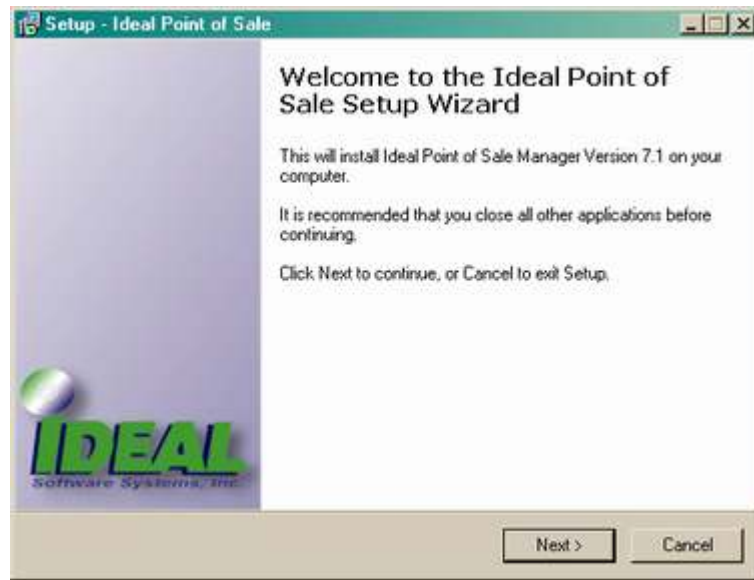 Setup - Ideal Point of Sale
Welcome to the Ideal Point of
Sale Setup Wizard
This will install Ideal Point of Sale Manager Version 7.1 on your
computer.
It is recommended that you close all other applications before
continuing.
Click Next to continue, or Cancel to exit Setup.
IDEAL
Software Systems, Inc.
Next >
Cancel